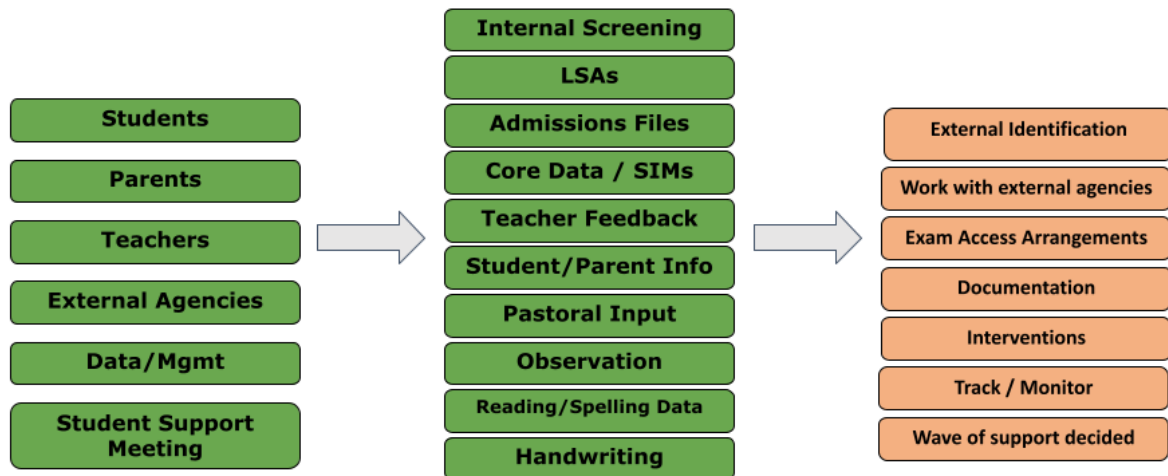 Students
Parents
Teachers
External Agencies
Data/Mgmt
Student Support
Meeting
Internal Screening
LSAs
Admissions Files
Core Data / SIMs
Teacher Feedback
Student/Parent Info
Pastoral Input
Observation
Reading/Spelling Data
Handwriting
External Identification
Work with external agencies
Exam Access Arrangements
Documentation
Interventions
Track / Monitor
Wave of support decided